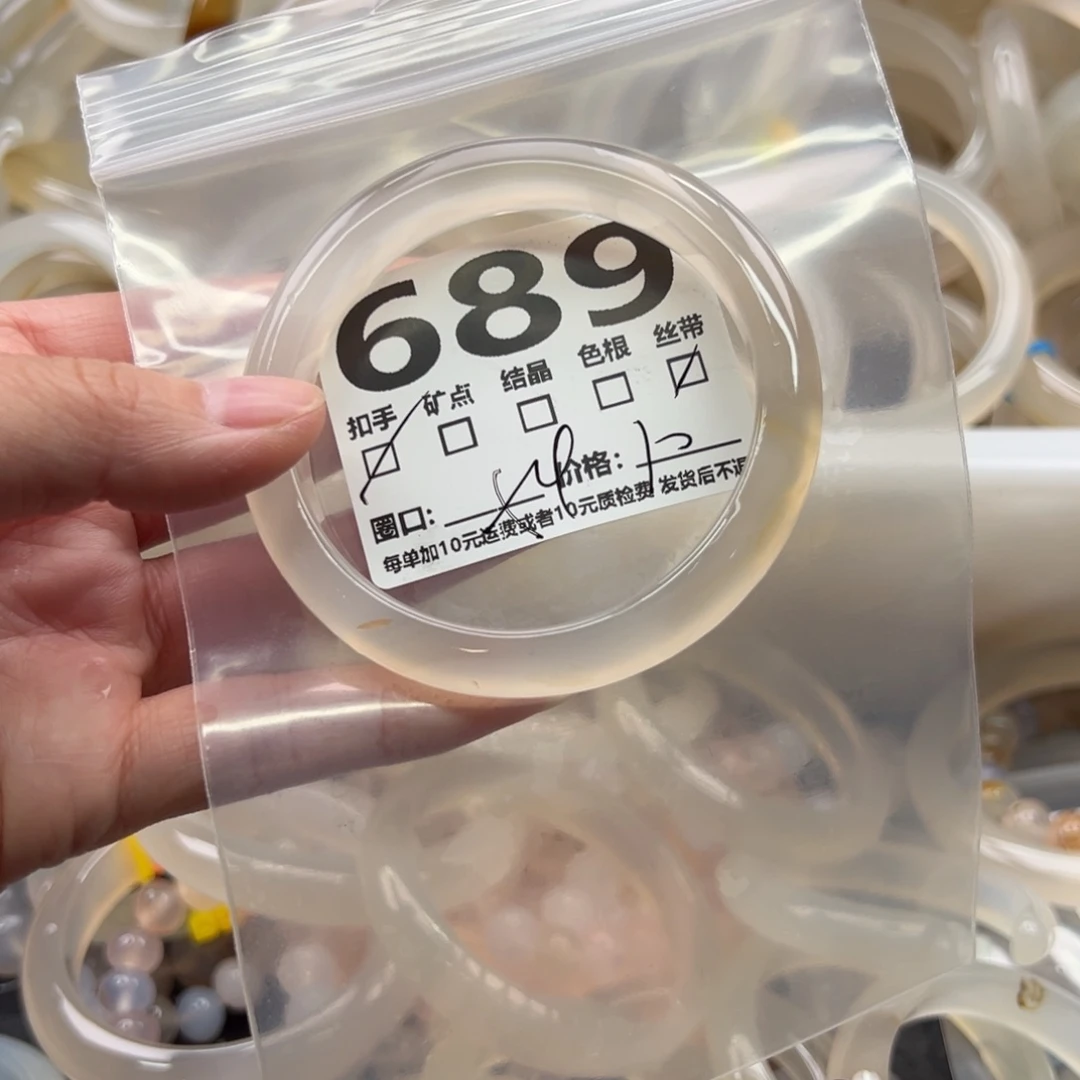 689
扣手 矿点 结晶 色根 丝带
圈口: 价格:
每单加10元运费或者10元质检费 发货后不退